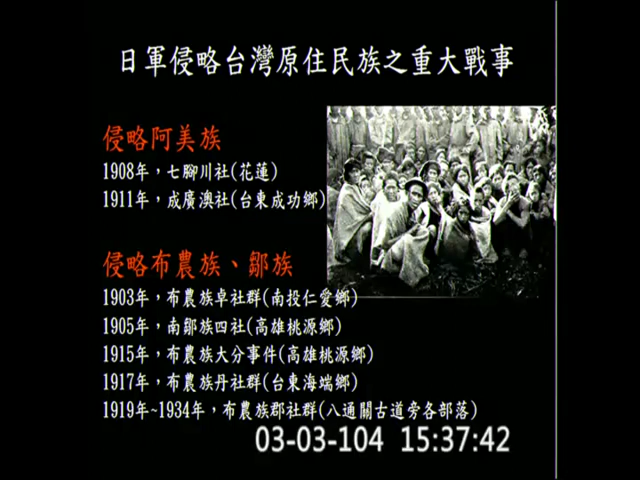 日軍侵略台灣原住民族之重大戰事
侵略阿美族
1908年，七腳川社(花蓮)
1911年，成廣澳社(台東成功鄉)
侵略布農族、鄒族
1903年，布農族卓社群(南投仁愛鄉)
1905年，南鄒族四社(高雄桃源鄉)
1915年，布農族大分事件(高雄桃源鄉)
1917年，布農族丹社群(台東海端鄉)
1919年~1934年，布農族郡社群(八通關古道旁各部落)
03-03-104 15:37:42